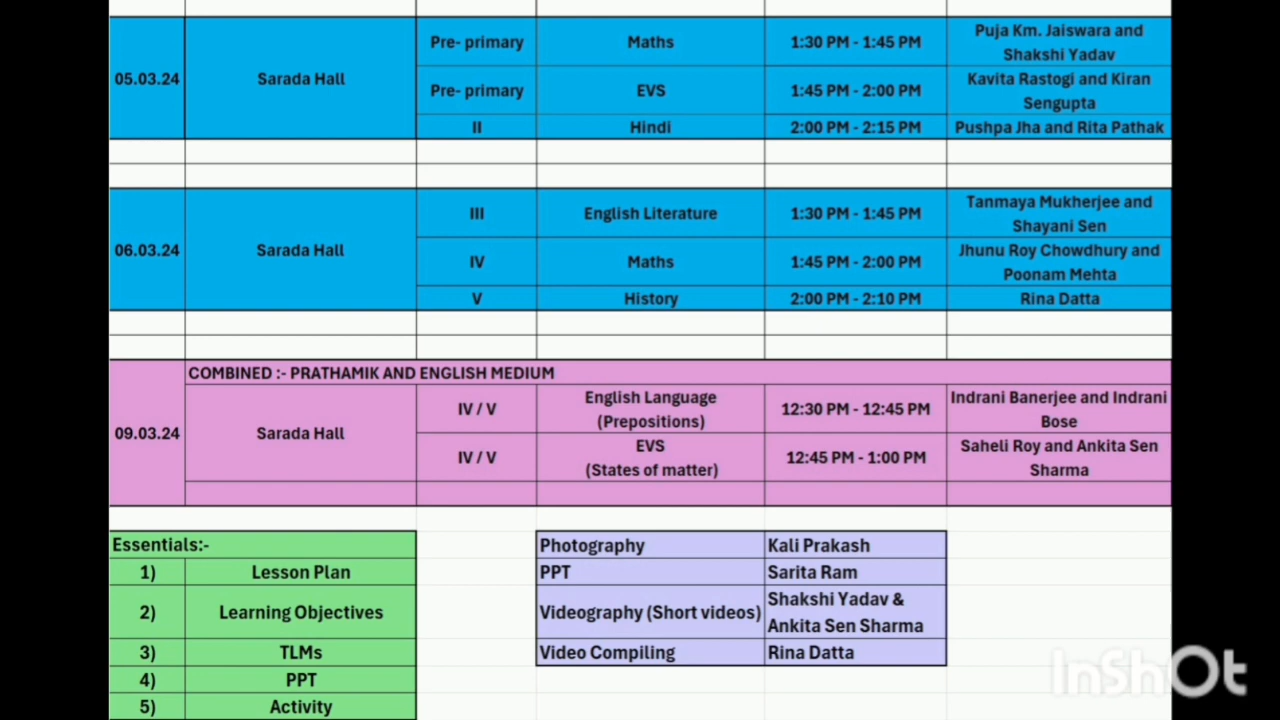 05.03.24
Sarada Hall
Pre- primary Maths 1:30 PM - 1:45 PM Puja Km. Jaiswara and
Shakshi Yadav
Pre- primary EVS 1:45 PM - 2:00 PM Kavita Rastogi and Kiran
Sengupta
II Hindi 2:00 PM - 2:15 PM Pushpa Jha and Rita Pathak
06.03.24
Sarada Hall
III English Literature 1:30 PM - 1:45 PM Tanmaya Mukherjee and
Shayani Sen
IV Maths 1:45 PM - 2:00 PM Jhunu Roy Chowdhury and
Poonam Mehta
V History 2:00 PM - 2:10 PM Rina Datta
09.03.24
COMBINED :- PRATHAMIK AND ENGLISH MEDIUM
Sarada Hall
IV / V English Language
(Prepositions) 12:30 PM - 12:45 PM Indrani Banerjee and Indrani
Bose
IV / V EVS
(States of matter) 12:45 PM - 1:00 PM Saheli Roy and Ankita Sen
Sharma
Essentials:-
1) Lesson Plan
2) Learning Objectives
3) TLMs
4) PPT
5) Activity
Photography Kali Prakash
PPT Sarita Ram
Videography (Short videos) Shakshi Yadav &
Ankita Sen Sharma
Video Compiling Rina Datta
InShOt